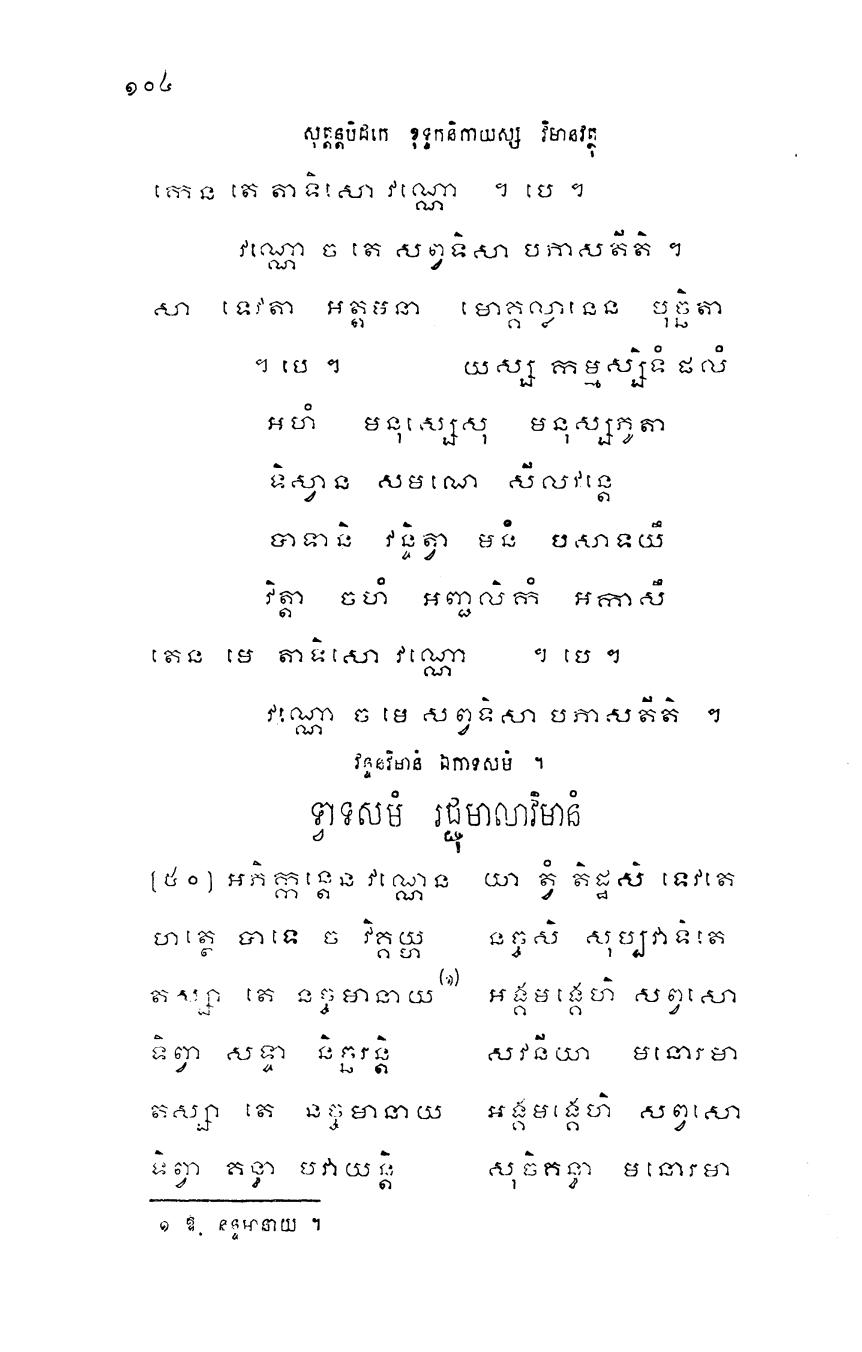 ១០៤
សុត្តន្តបិដកេ ខុទ្ទកនិកាយស្ស វិមានវត្ថុ
កេន តេ តាទិសោ វណ្ណោ ។ បេ ។
វណ្ណោ ច តេ សព្វទិសា បភាសតីតិ ។
សា ទេវតា អត្តមនា មោគ្គល្លានេន បុច្ឆិតា
។ បេ ។ យស្ស កម្មស្សិទំ ផលំ
អហំ មនុស្សេសុ មនុស្សភូតា
ទិស្វាន សមណេ សីលវន្តេ
បាទានិ វន្ទិត្វា មនំ បសាទយឹ
វិត្តា ចហំ អញ្ជលិកំ អកាសឹ
តេន មេ តាទិសោ វណ្ណោ ។ បេ ។
វណ្ណោ ច មេ សព្វទិសា បភាសតីតិ ។
វន្ទនវិមានំ ឯកាទសមំ ។
ទ្វាទសមំ រជ្ជុមាលាវិមានំ
[៥០] អភិក្កន្តេន វណ្ណេន យា ត្វំ តិដ្ឋសិ ទេវតេ
ហត្ថេ បាទេ ច វិគ្គយ្ហ នច្ចសិ សុប្បវាទិតេ
តស្សា តេ នច្ចមានាយ(១) អង្គមង្គេហិ សព្វសោ
ទិព្វា សទ្ទា និច្ឆរន្តិ សវនីយា មនោរមា
តស្សា តេ នច្ចមានាយ អង្គមង្គេហិ សព្វសោ
ទិព្វា គន្ធា បវាយន្តិ សុចិគន្ធា មនោរមា
១ ឱ. នន្ទមានាយ ។